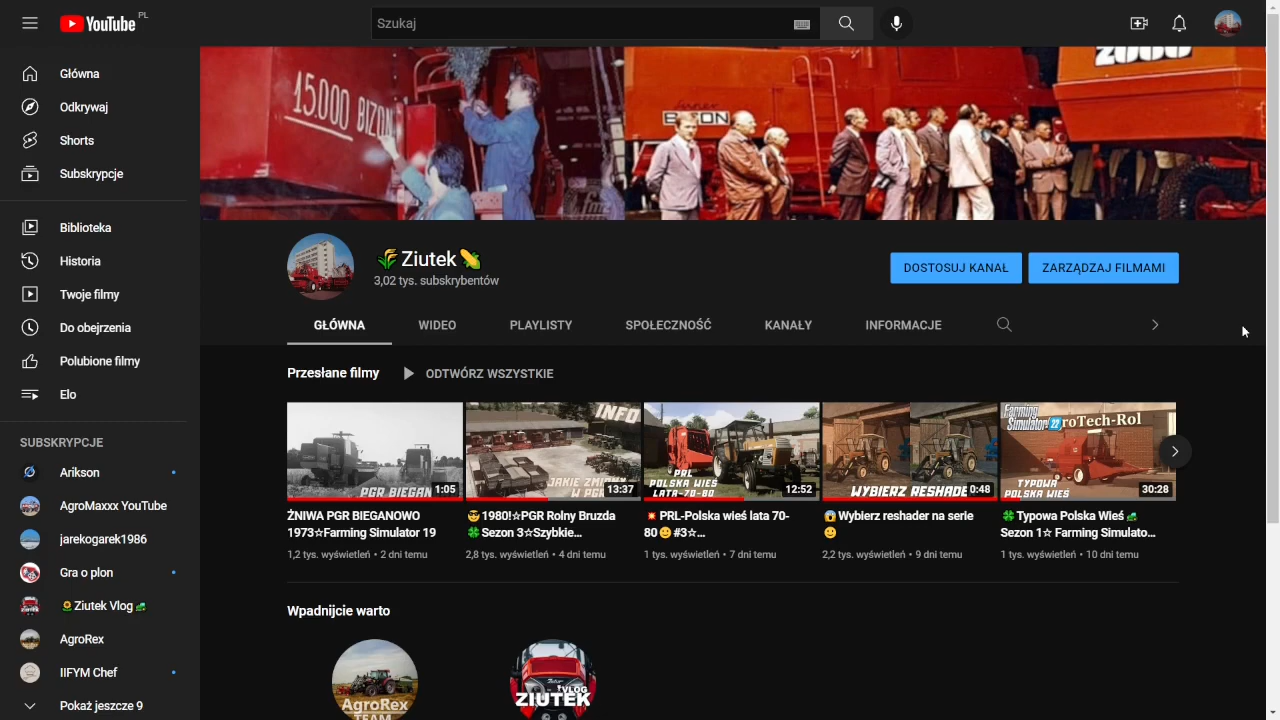 YouTube PL
Szukaj
Główna
Odkrywaj
Shorts
Subskrypcje
Biblioteka
Historia
Twoje filmy
Do obejrzenia
Polubione filmy
Elo
SUBSKRYPCJE
Arikson
AgroMaxxx YouTube
jarekogarek1986
Gra o plon
🌻Ziutek Vlog🚜
AgroRex
IIFYM Chef
Pokaż jeszcze 9
15.000 BIZON
BIZON
🌾Ziutek🌽
3,02 tys. subskrybentów
DOSTOSUJ KANAŁ
ZARZĄDZAJ FILMAMI
GŁÓWNA
WIDEO
PLAYLISTY
SPOŁECZNOŚĆ
KANAŁY
INFORMACJE
Przesłane filmy
ODTWÓRZ WSZYSTKIE
PGR BIEGAN
1:05
ŻNIWA PGR BIEGANOWO
1973☆Farming Simulator 19
1,2 tys. wyświetleń • 2 dni temu
INFO
JAKIE ZMIANY
W PGR
13:37
😎1980!☆PGR Rolny Bruzda
🍀Sezon 3☆Szybkie...
2,8 tys. wyświetleń • 4 dni temu
PRL
POLSKA WIEŚ
LATA-70-80
12:52
💥 PRL-Polska wieś lata 70-
80🙂#3☆...
1 tys. wyświetleń • 7 dni temu
WYBIERZ RESHADE
0:48
😱Wybierz reshader na serie
🙂
2,2 tys. wyświetleń • 9 dni temu
Farming
Simulator 22
roTech-Rol
TYPOWA
POLSKA WIEŚ
30:28
🍀Typowa Polska Wieś🚜
Sezon 1☆ Farming Simulato...
1 tys. wyświetleń • 10 dni temu
Wpadnijcie warto
AgroRex
TEAM
VLOG
ZIUTEK